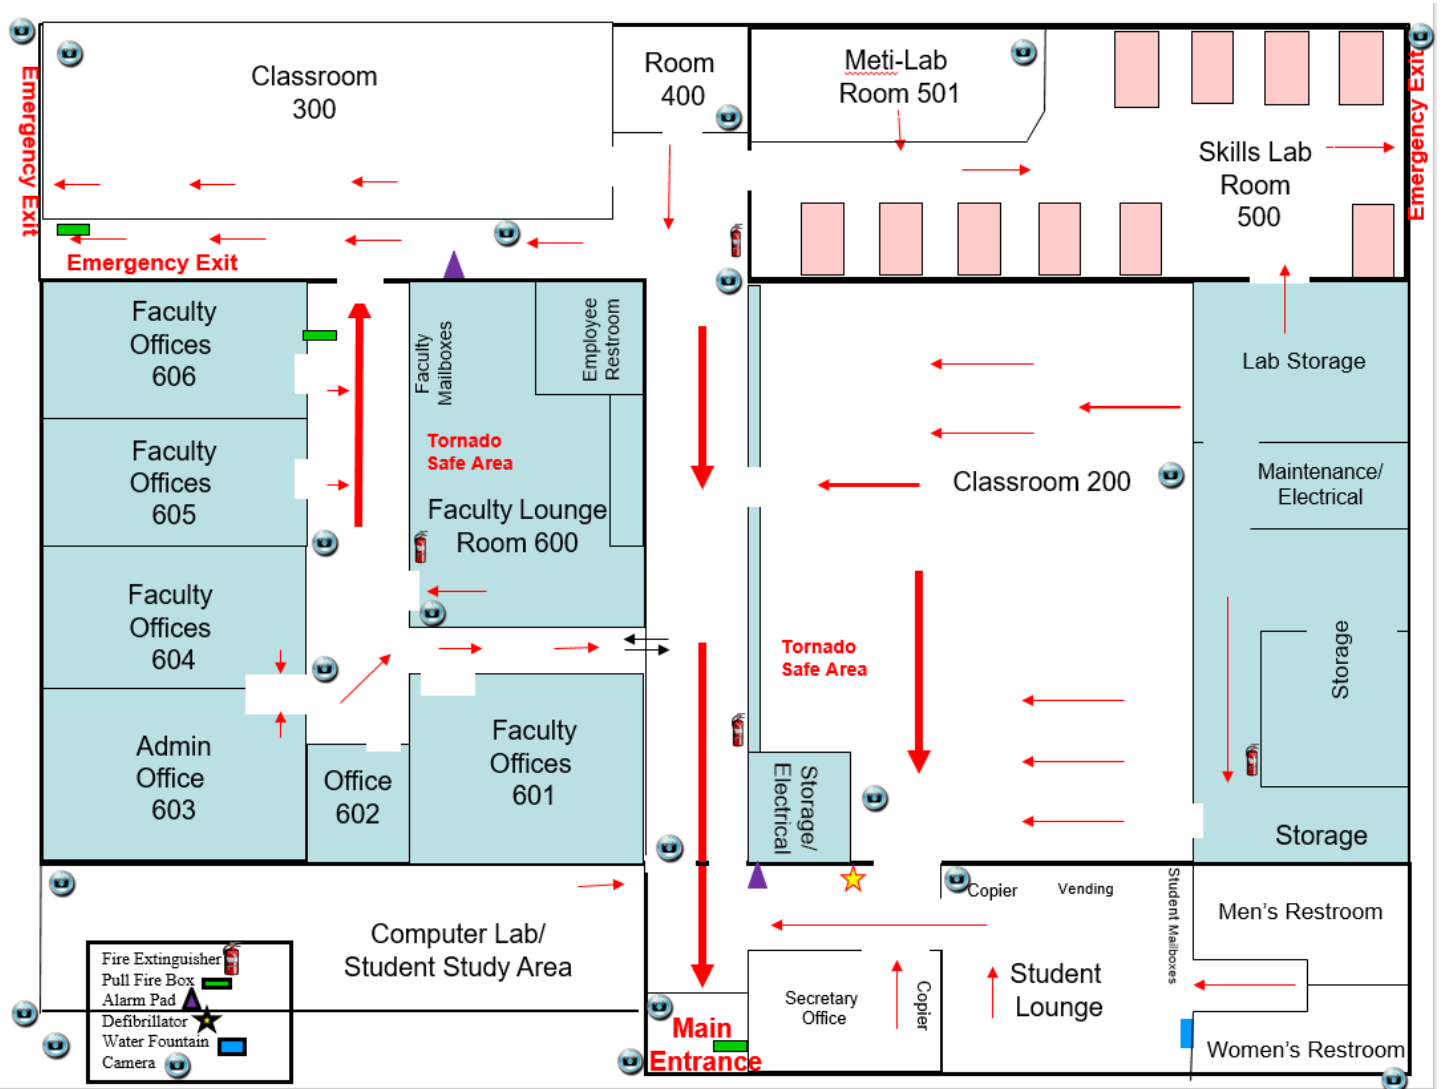 Classroom
300
Room
400
Meti-Lab
Room 501
Emergency Exit
Emergency Exit
Skills Lab
Room
500
Emergency Exit
Faculty
Offices
606
Faculty
Mailboxes
Employee
Restroom
Lab Storage
Tornado
Safe Area
Faculty
Offices
605
Faculty Lounge
Room 600
Classroom 200
Maintenance/
Electrical
Faculty
Offices
604
Storage
Tornado
Safe Area
Admin
Office
603
Office
602
Faculty
Offices
601
Storage/
Electrical
Storage
Copier
Vending
Student Mailboxes
Men’s Restroom
Computer Lab/
Student Study Area
Fire Extinguisher
Pull Fire Box
Alarm Pad
Defibrillator
Water Fountain
Camera
Main
Entrance
Secretary
Office
Copier
Student
Lounge
Women’s Restroom